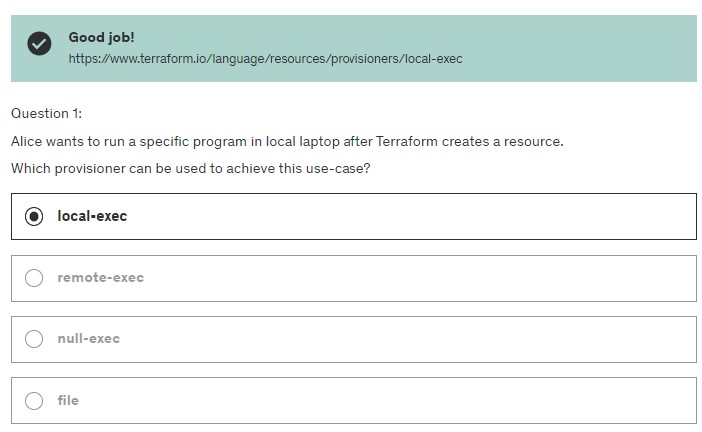 Good job!
https://www.terraform.io/language/resources/provisioners/local-exec
Question 1:
Alice wants to run a specific program in local laptop after Terraform creates a resource.
Which provisioner can be used to achieve this use-case?
local-exec
remote-exec
null-exec
file